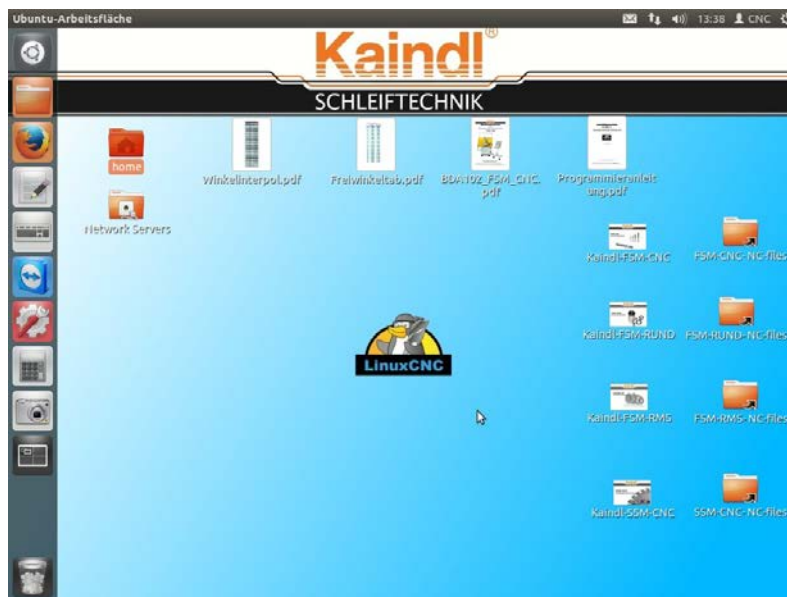 Ubuntu-Arbeitsfläche
13:38 CNC
Kaindl®
SCHLEIFTECHNIK
home
Winkelinterpol.pdf
Freiwinkeltab.pdf
BDA102_FSM_CNC.
pdf
Programmieranleit
ung.pdf
Network Servers
Kaindl-FSM-CNC
FSM-CNC-NC-files
Kaindl-FSM-RUND
FSM-RUND-NC-files
LinuxCNC
Kaindl-FSM-RMS
FSM-RMS-NC-files
Kaindl-SSM-CNC
SSM-CNC-NC-files